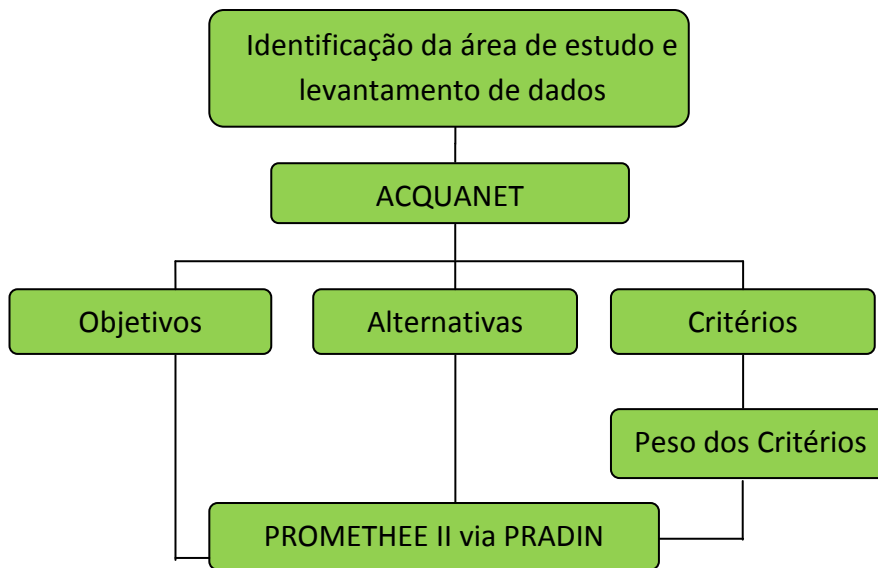 Identificação da área de estudo e
levantamento de dados
ACQUANET
Objetivos
Alternativas
Critérios
Peso dos Critérios
PROMETHEE II via PRADIN